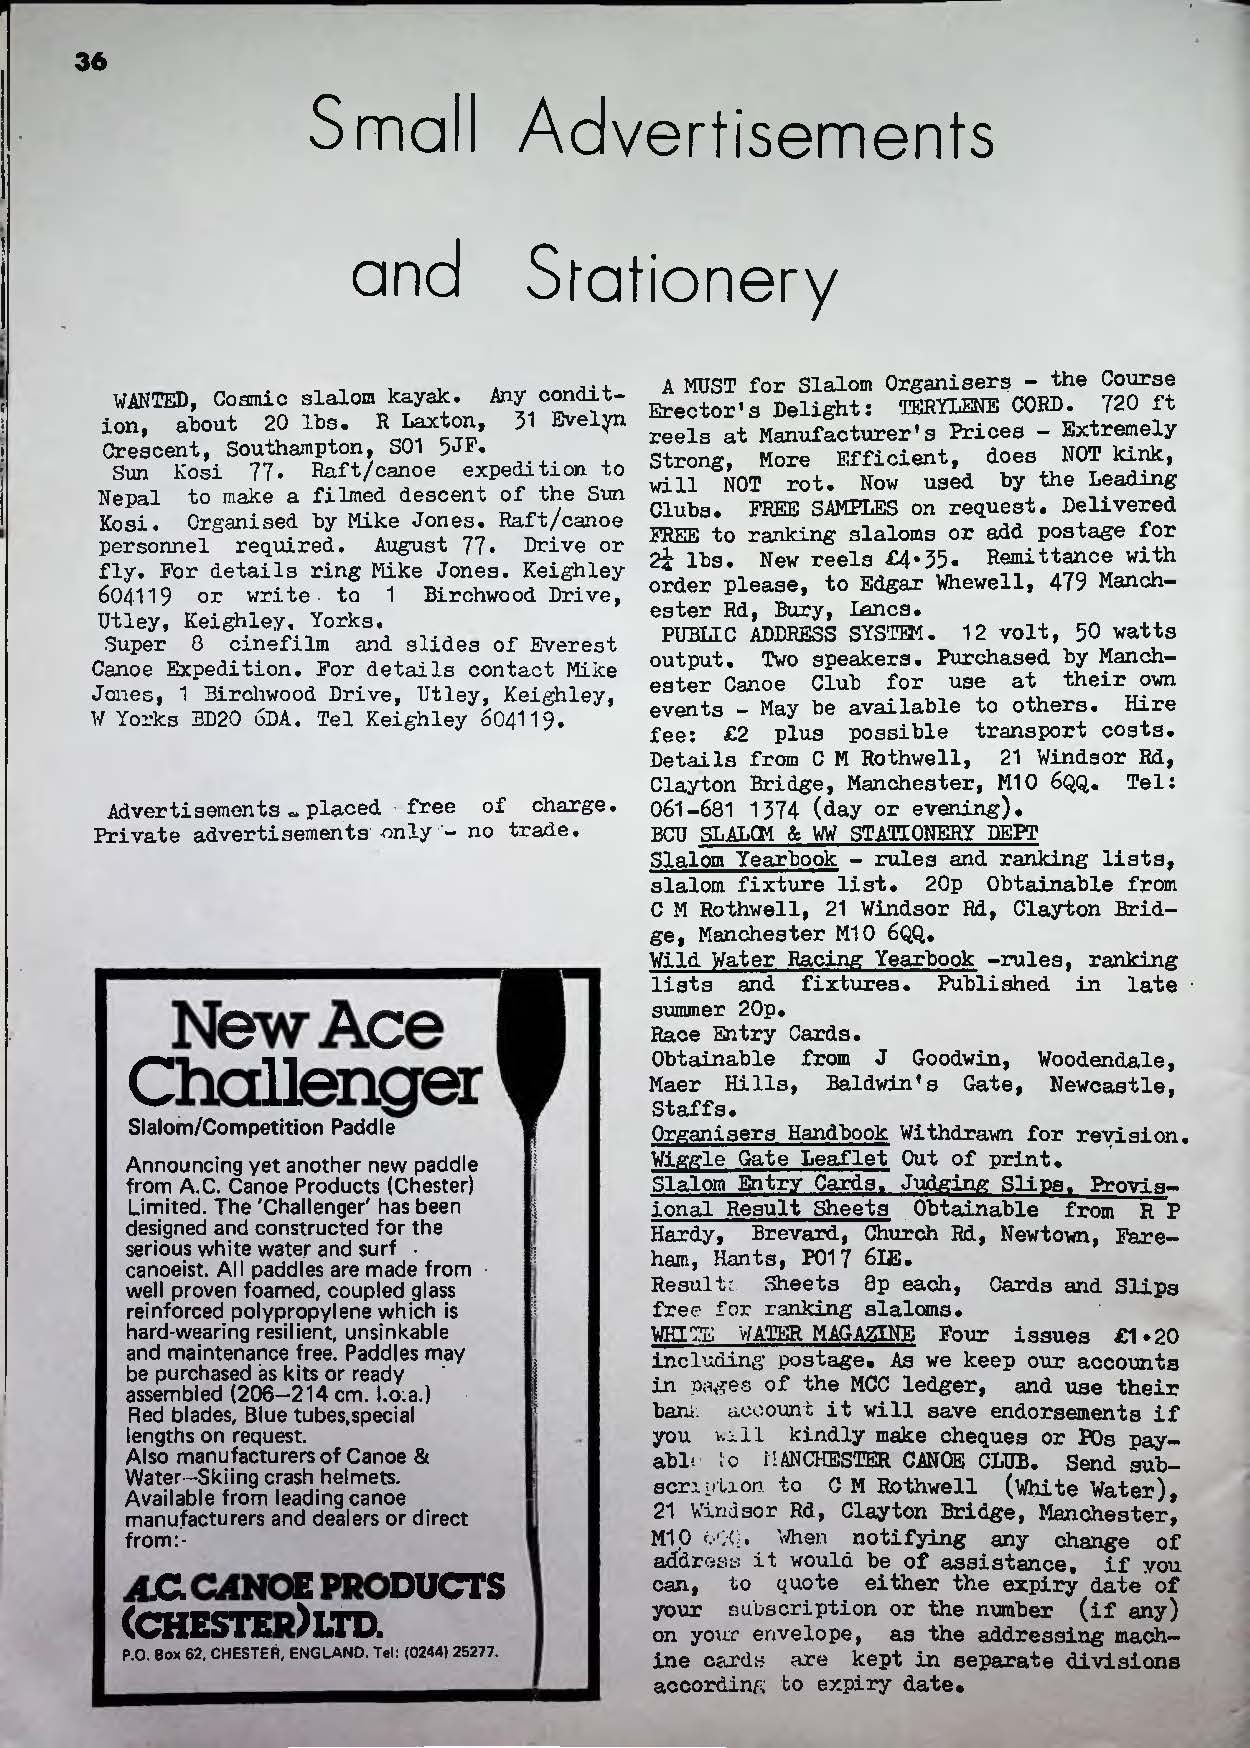 36
Small Advertisements
and Stationery
WANTED, Cosmic slalom kayak. Any condit-
ion, about 20 lbs. R Laxton, 31 Evelyn
Crescent, Southampton, SO1 5JF.
Sun Kosi 77. Raft/canoe expedition to
Nepal to make a filmed descent of the Sun
Kosi. Organised by Mike Jones. Raft/canoe
personnel required. August 77. Drive or
fly. For details ring Mike Jones. Keighley
604119 or write to 1 Birchwood Drive,
Utley, Keighley, Yorks.
Super 8 cinefilm and slides of Everest
Canoe Expedition. For details contact Mike
Jones, 1 Birchwood Drive, Utley, Keighley,
W Yorks BD20 6DA. Tel Keighley 604119.
Advertisements - placed free of charge.
Private advertisements only - no trade.
New Ace
Challenger
Slalom/Competition Paddle
Announcing yet another new paddle
from A.C. Canoe Products (Chester)
Limited. The 'Challenger' has been
designed and constructed for the
serious white water and surf
canoeist. All paddles are made from
well proven foamed, coupled glass
reinforced polypropylene which is
hard-wearing resilient, unsinkable
and maintenance free. Paddles may
be purchased as kits or ready
assembled (206—214 cm. l.o.a.)
Red blades, Blue tubes,special
lengths on request.
Also manufacturers of Canoe &
Water—Skiing crash helmets.
Available from leading canoe
manufacturers and dealers or direct
from:-
A.C. CANOE PRODUCTS
(CHESTER) LTD.
P.O. Box 62, CHESTER, ENGLAND. Tel: (0244) 25277.
A MUST for Slalom Organisers - the Course
Erector's Delight: TERYLENE CORD. 720 ft
reels at Manufacturer's Prices - Extremely
Strong, More Efficient, does NOT kink,
will NOT rot. Now used by the Leading
Clubs. FREE SAMPLES on request. Delivered
FREE to ranking slaloms or add postage for
2¼ lbs. New reels £4·35. Remittance with
order please, to Edgar Whewell, 479 Manch-
ester Rd, Bury, Lancs.
PUBLIC ADDRESS SYSTEM. 12 volt, 50 watts
output. Two speakers. Purchased by Manch-
ester Canoe Club for use at their own
events - May be available to others. Hire
fee: £2 plus possible transport costs.
Details from C M Rothwell, 21 Windsor Rd,
Clayton Bridge, Manchester, M10 6QQ. Tel:
061-681 1374 (day or evening).
BCU SLALOM & WW STATIONERY DEPT
Slalom Yearbook - rules and ranking lists,
slalom fixture list. 20p Obtainable from
C M Rothwell, 21 Windsor Rd, Clayton Brid-
ge, Manchester M10 6QQ.
Wild Water Racing Yearbook -rules, ranking
lists and fixtures. Published in late
summer 20p.
Race Entry Cards.
Obtainable from J Goodwin, Woodendale,
Maer Hills, Baldwin's Gate, Newcastle,
Staffs.
Organisers Handbook Withdrawn for revision.
Wiggle Gate Leaflet Out of print.
Slalom Entry Cards, Judging Slips, Provis-
ional Result Sheets Obtainable from R P
Hardy, Brevard, Church Rd, Newtown, Fare-
ham, Hants, PO17 6LE.
Result: Sheets 8p each, Cards and Slips
free for ranking slaloms.
WHITE WATER MAGAZINE Four issues £1·20
including postage. As we keep our accounts
in pages of the MCC ledger, and use their
bank account it will save endorsements if
you will kindly make cheques or POs pay-
able to MANCHESTER CANOE CLUB. Send sub-
scription to C M Rothwell (White Water),
21 Windsor Rd, Clayton Bridge, Manchester,
M10 6QQ. When notifying any change of
address it would be of assistance, if you
can, to quote either the expiry date of
your subscription or the number (if any)
on your envelope, as the addressing mach-
ine cards are kept in separate divisions
according to expiry date.